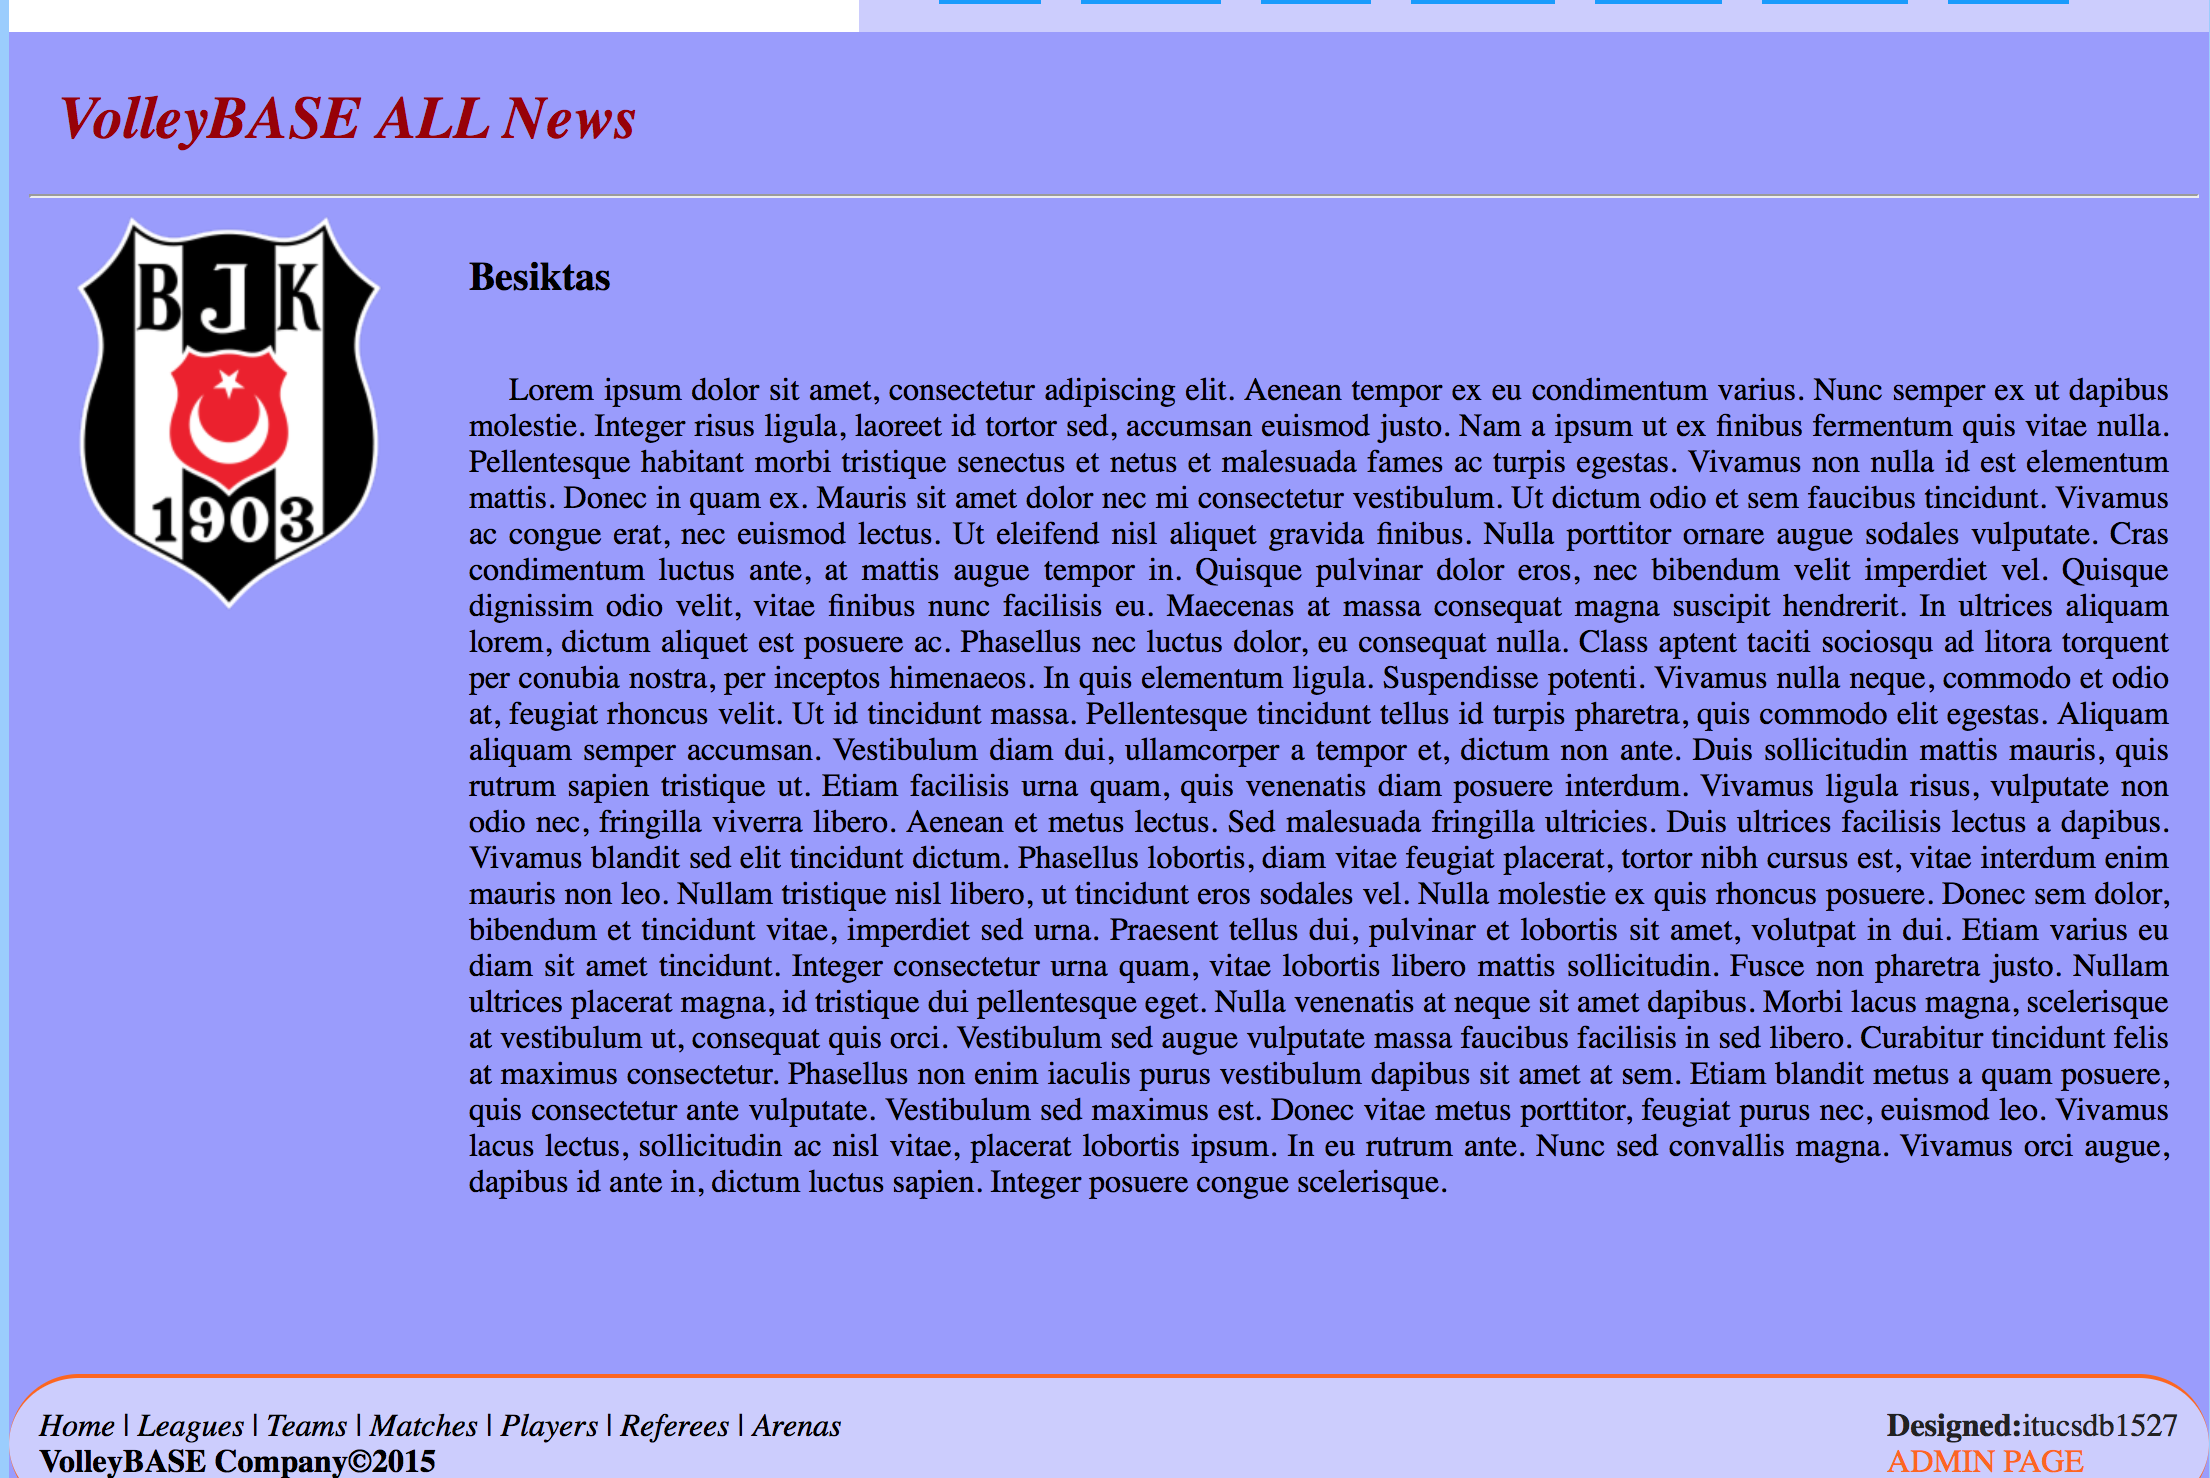 VolleyBASE ALL News
B J K
1903
Besiktas
Lorem ipsum dolor sit amet, consectetur adipiscing elit. Aenean tempor ex eu condimentum varius. Nunc semper ex ut dapibus
molestie. Integer risus ligula, laoreet id tortor sed, accumsan euismod justo. Nam a ipsum ut ex finibus fermentum quis vitae nulla.
Pellentesque habitant morbi tristique senectus et netus et malesuada fames ac turpis egestas. Vivamus non nulla id est elementum
mattis. Donec in quam ex. Mauris sit amet dolor nec mi consectetur vestibulum. Ut dictum odio et sem faucibus tincidunt. Vivamus
ac congue erat, nec euismod lectus. Ut eleifend nisl aliquet gravida finibus. Nulla porttitor ornare augue sodales vulputate. Cras
condimentum luctus ante, at mattis augue tempor in. Quisque pulvinar dolor eros, nec bibendum velit imperdiet vel. Quisque
dignissim odio velit, vitae finibus nunc facilisis eu. Maecenas at massa consequat magna suscipit hendrerit. In ultrices aliquam
lorem, dictum aliquet est posuere ac. Phasellus nec luctus dolor, eu consequat nulla. Class aptent taciti sociosqu ad litora torquent
per conubia nostra, per inceptos himenaeos. In quis elementum ligula. Suspendisse potenti. Vivamus nulla neque, commodo et odio
at, feugiat rhoncus velit. Ut id tincidunt massa. Pellentesque tincidunt tellus id turpis pharetra, quis commodo elit egestas. Aliquam
aliquam semper accumsan. Vestibulum diam dui, ullamcorper a tempor et, dictum non ante. Duis sollicitudin mattis mauris, quis
rutrum sapien tristique ut. Etiam facilisis urna quam, quis venenatis diam posuere interdum. Vivamus ligula risus, vulputate non
odio nec, fringilla viverra libero. Aenean et metus lectus. Sed malesuada fringilla ultricies. Duis ultrices facilisis lectus a dapibus.
Vivamus blandit sed elit tincidunt dictum. Phasellus lobortis, diam vitae feugiat placerat, tortor nibh cursus est, vitae interdum enim
mauris non leo. Nullam tristique nisl libero, ut tincidunt eros sodales vel. Nulla molestie ex quis rhoncus posuere. Donec sem dolor,
bibendum et tincidunt vitae, imperdiet sed urna. Praesent tellus dui, pulvinar et lobortis sit amet, volutpat in dui. Etiam varius eu
diam sit amet tincidunt. Integer consectetur urna quam, vitae lobortis libero mattis sollicitudin. Fusce non pharetra justo. Nullam
ultrices placerat magna, id tristique dui pellentesque eget. Nulla venenatis at neque sit amet dapibus. Morbi lacus magna, scelerisque
at vestibulum ut, consequat quis orci. Vestibulum sed augue vulputate massa faucibus facilisis in sed libero. Curabitur tincidunt felis
at maximus consectetur. Phasellus non enim iaculis purus vestibulum dapibus sit amet at sem. Etiam blandit metus a quam posuere,
quis consectetur ante vulputate. Vestibulum sed maximus est. Donec vitae metus porttitor, feugiat purus nec, euismod leo. Vivamus
lacus lectus, sollicitudin ac nisl vitae, placerat lobortis ipsum. In eu rutrum ante. Nunc sed convallis magna. Vivamus orci augue,
dapibus id ante in, dictum luctus sapien. Integer posuere congue scelerisque.
Home | Leagues | Teams | Matches | Players | Referees | Arenas
VolleyBASE Company©2015
Designed:itucsdb1527
ADMIN PAGE